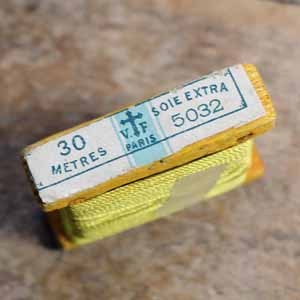 30
METRES
V. F
PARIS
SOIE EXTRA
5032